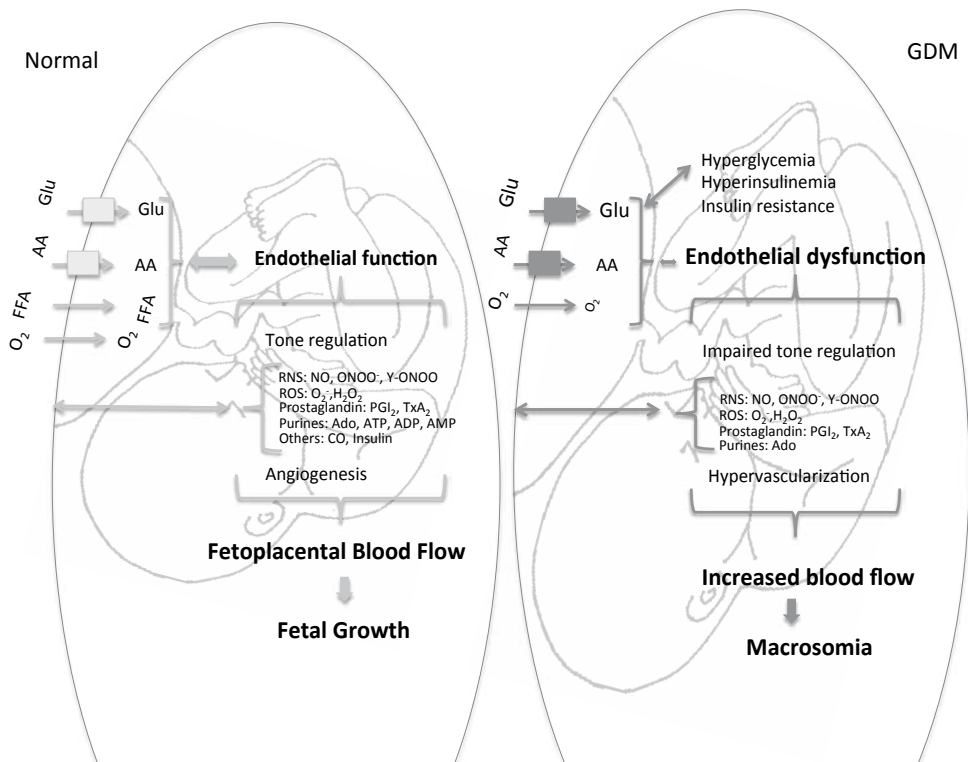 Normal
Glu
Glu
AA
AA
FFA
FFA
O₂
O₂
Endothelial function
Tone regulation
RNS: NO, ONOO⁻, Y-ONOO
ROS: O₂⁻,H₂O₂
Prostaglandin: PGI₂, TxA₂
Purines: Ado, ATP, ADP, AMP
Others: CO, Insulin
Angiogenesis
Fetoplacental Blood Flow
Fetal Growth
GDM
Hyperglycemia
Hyperinsulinemia
Insulin resistance
Glu
Glu
AA
AA
O₂
O₂
Endothelial dysfunction
Impaired tone regulation
RNS: NO, ONOO⁻, Y-ONOO
ROS: O₂⁻,H₂O₂
Prostaglandin: PGI₂, TxA₂
Purines: Ado
Hypervascularization
Increased blood flow
Macrosomia